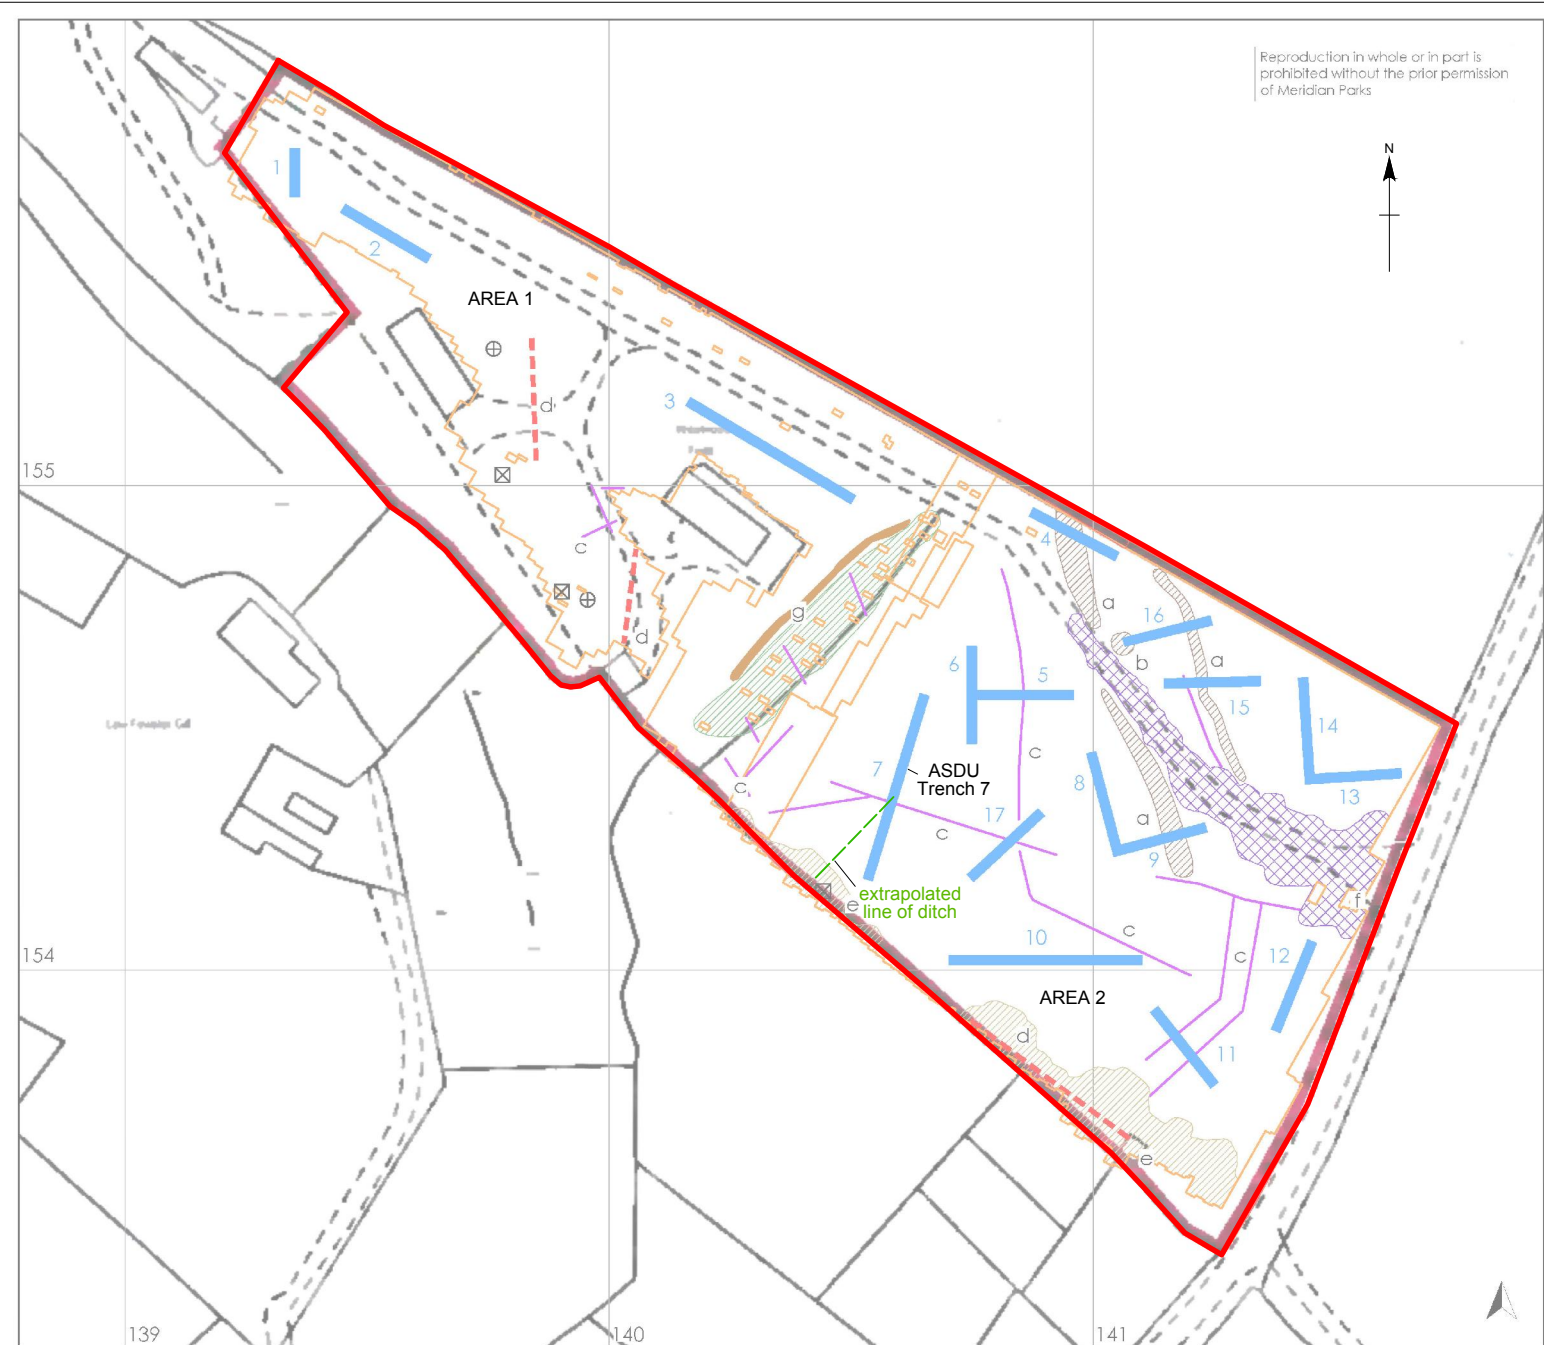 Reproduction in whole or in part is
prohibited without the prior permission
of Meridian Parks
N
1
2
AREA 1
3
d
155
4
c
a
g
16
b
a
d
6
5
15
14
c
7
ASDU
Trench 7
8
13
c
17
c
a
9
extrapolated
line of ditch
e
f
10
c
c
12
154
AREA 2
d
11
e
139
140
141